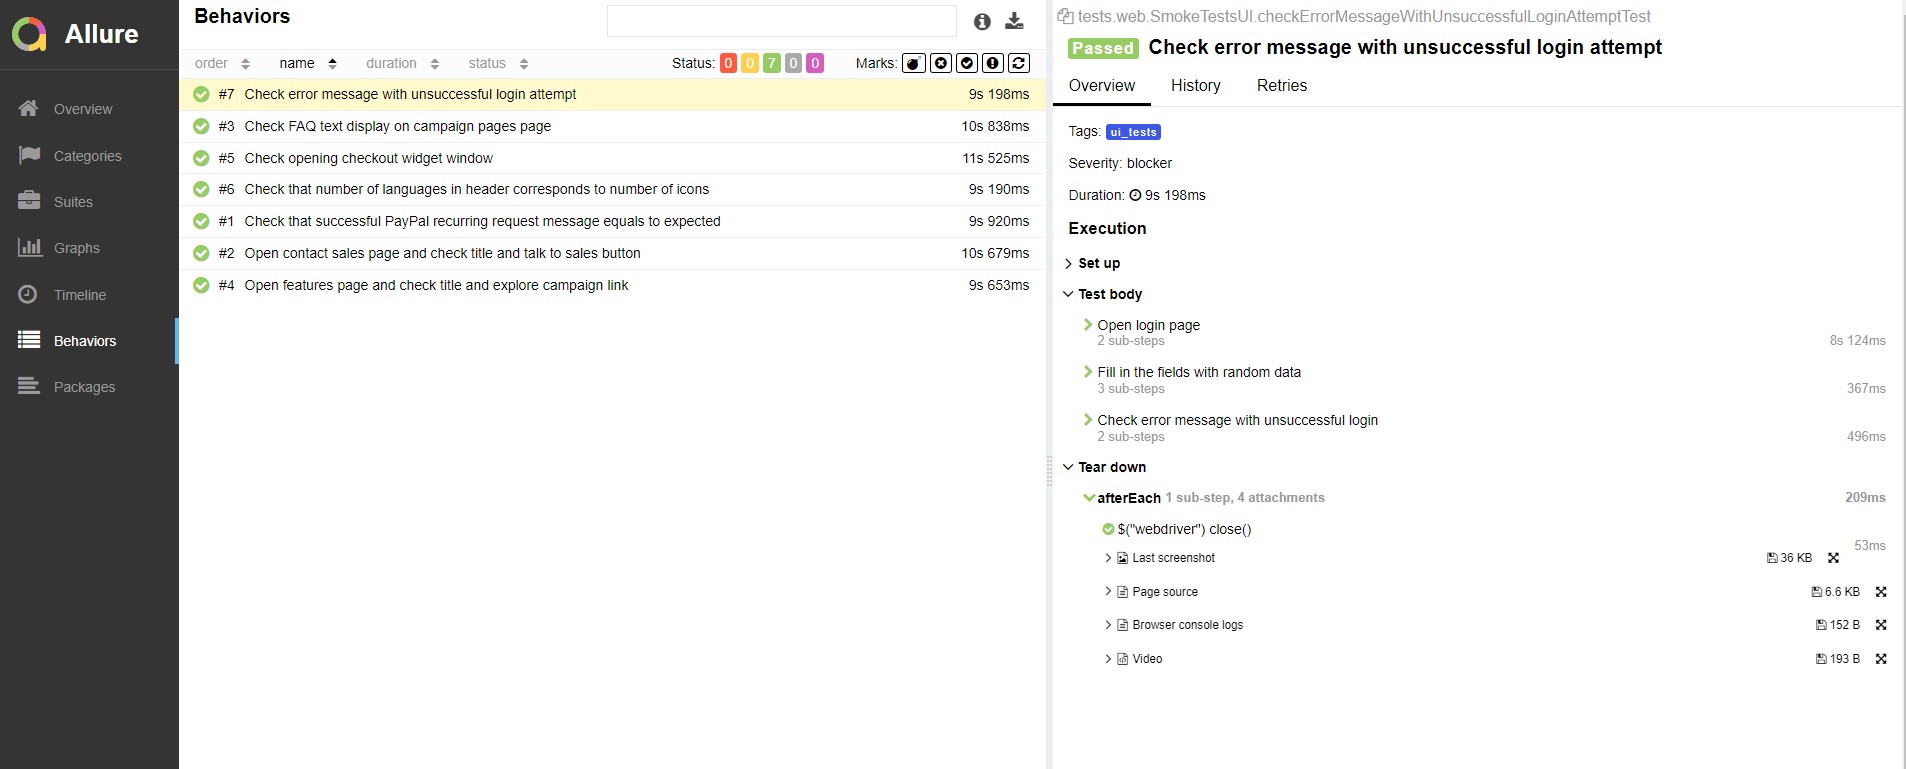 Allure
Overview
Categories
Suites
Graphs
Timeline
Behaviors
Packages
Behaviors
order name duration status Status: 0 0 7 0 0 Marks:
#7 Check error message with unsuccessful login attempt 9s 198ms
#3 Check FAQ text display on campaign pages page 10s 838ms
#5 Check opening checkout widget window 11s 525ms
#6 Check that number of languages in header corresponds to number of icons 9s 190ms
#1 Check that successful PayPal recurring request message equals to expected 9s 920ms
#2 Open contact sales page and check title and talk to sales button 10s 679ms
#4 Open features page and check title and explore campaign link 9s 653ms
tests.web.SmokeTestsUI.checkErrorMessageWithUnsuccessfulLoginAttemptTest
Passed Check error message with unsuccessful login attempt
Overview History Retries
Tags: ui_tests
Severity: blocker
Duration: 9s 198ms
Execution
Set up
Test body
Open login page
2 sub-steps 8s 124ms
Fill in the fields with random data
3 sub-steps 367ms
Check error message with unsuccessful login
2 sub-steps 496ms
Tear down
afterEach 1 sub-step, 4 attachments 209ms
$("webdriver") close()
53ms
Last screenshot 36 KB
Page source 6.6 KB
Browser console logs 152 B
Video 193 B